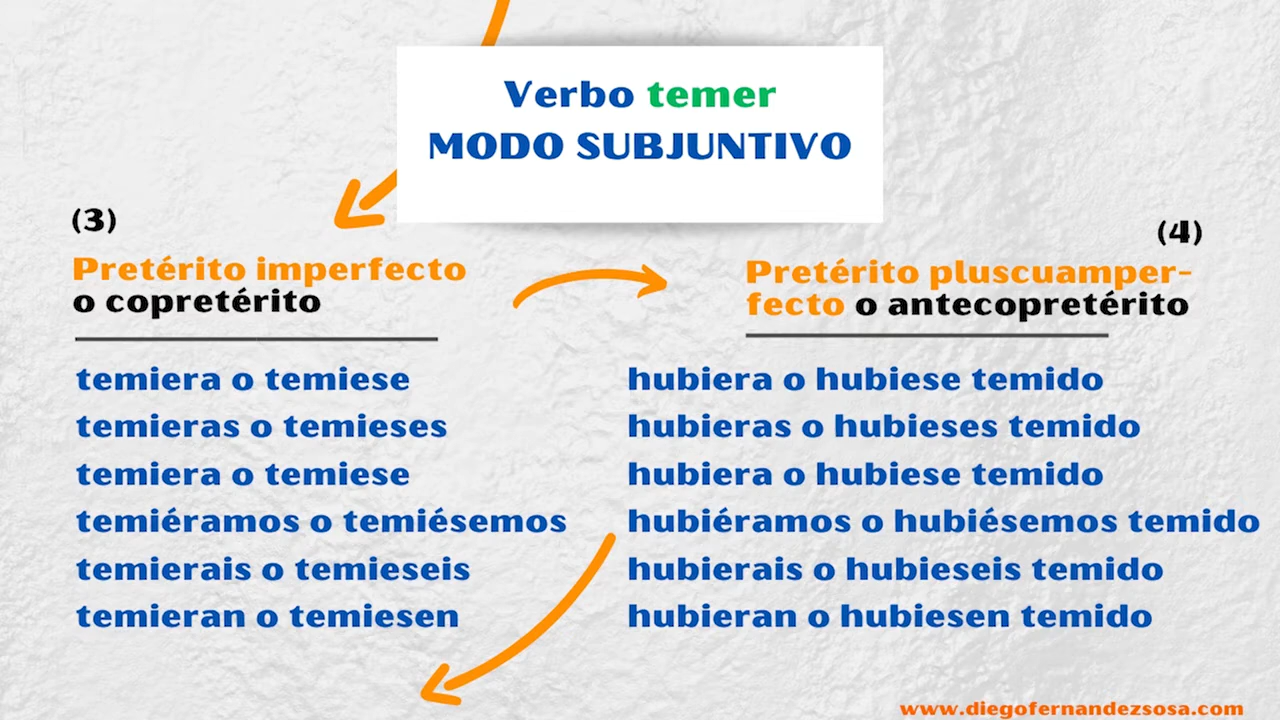 Verbo temer
MODO SUBJUNTIVO
(3)
Pretérito imperfecto
o copretérito
temiera o temiese
temieras o temieses
temiera o temiese
temiéramos o temiésemos
temierais o temieseis
temieran o temiesen
(4)
Pretérito pluscuamper-
fecto o antecopretérito
hubiera o hubiese temido
hubieras o hubieses temido
hubiera o hubiese temido
hubiéramos o hubiésemos temido
hubierais o hubieseis temido
hubieran o hubiesen temido
www.diegofernandezsosa.com